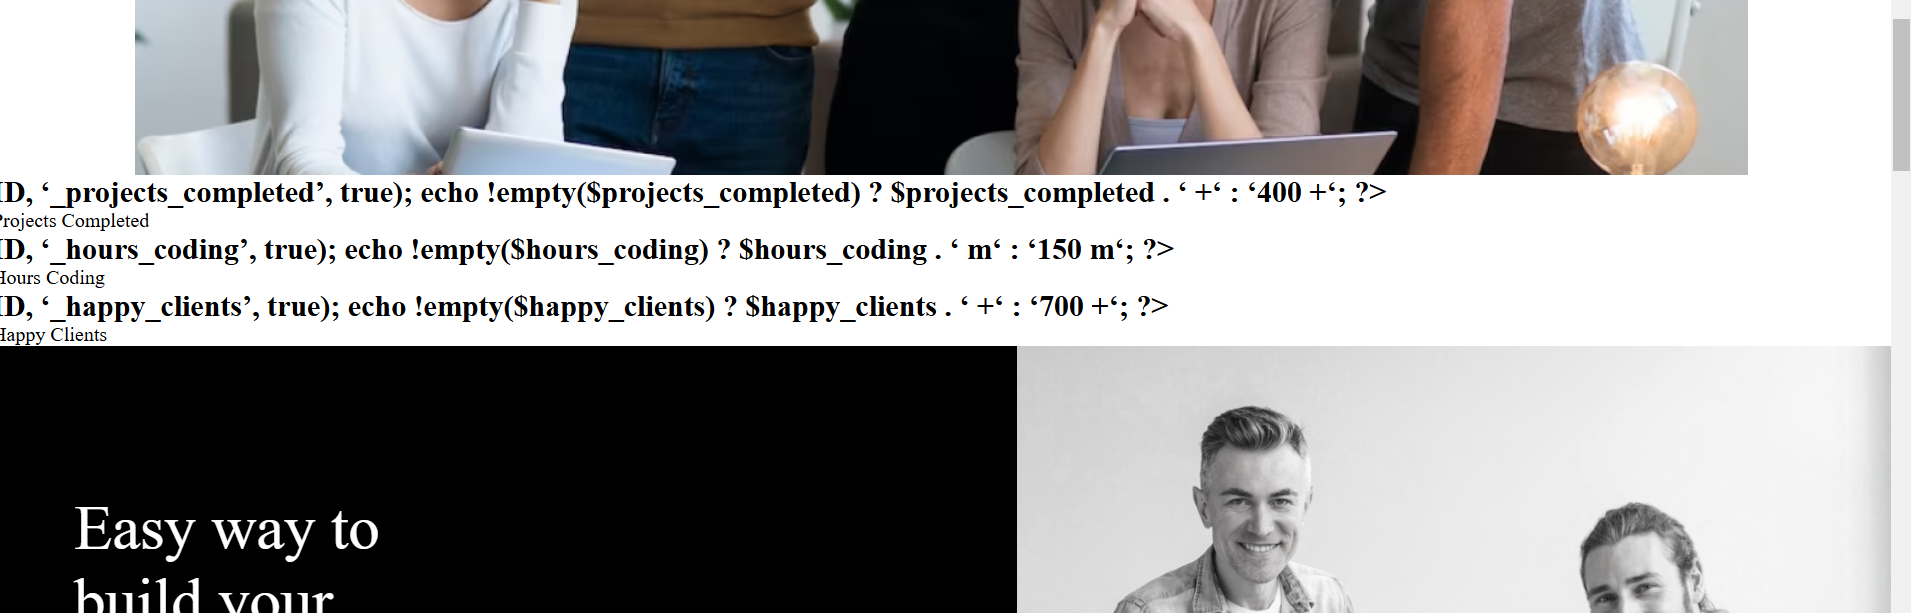 ID, ‘_projects_completed’, true); echo !empty($projects_completed) ? $projects_completed . ‘ +‘ : ‘400 +‘; ?>
Projects Completed
ID, ‘_hours_coding’, true); echo !empty($hours_coding) ? $hours_coding . ‘ m‘ : ‘150 m‘; ?>
Hours Coding
ID, ‘_happy_clients’, true); echo !empty($happy_clients) ? $happy_clients . ‘ +‘ : ‘700 +‘; ?>
Happy Clients
Easy way to
build your